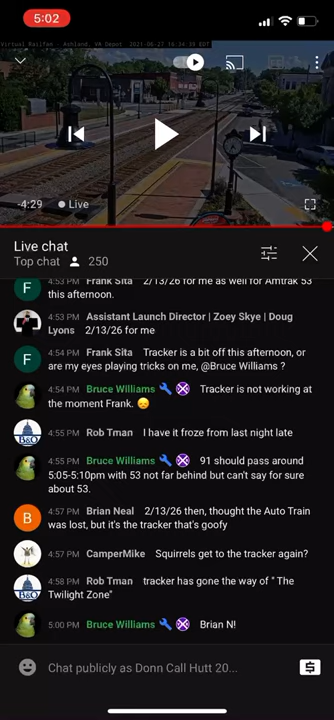 5:02
Virtual Railfan - Ashland, VA Depot 2021-06-27 16:34:35 EDT
-4:29 Live
Live chat
Top chat 250
4:53 PM Frank Sita 2/13/26 for me as well for Amtrak 53
this afternoon.
4:53 PM Assistant Launch Director | Zoey Skye | Doug
Lyons 2/13/26 for me
4:54 PM Frank Sita Tracker is a bit off this afternoon, or
are my eyes playing tricks on me, @Bruce Williams ?
4:54 PM Bruce Williams Tracker is not working at
the moment Frank.
4:55 PM Rob Tman I have it froze from last night late
4:55 PM Bruce Williams 91 should pass around
5:05-5:10pm with 53 not far behind but can't say for sure
about 53.
4:57 PM Brian Neal 2/13/26 then, thought the Auto Train
was lost, but it's the tracker that's goofy
4:57 PM CamperMike Squirrels get to the tracker again?
4:58 PM Rob Tman tracker has gone the way of " The
Twilight Zone"
5:00 PM Bruce Williams Brian N!
Chat publicly as Donn Call Hutt 20...